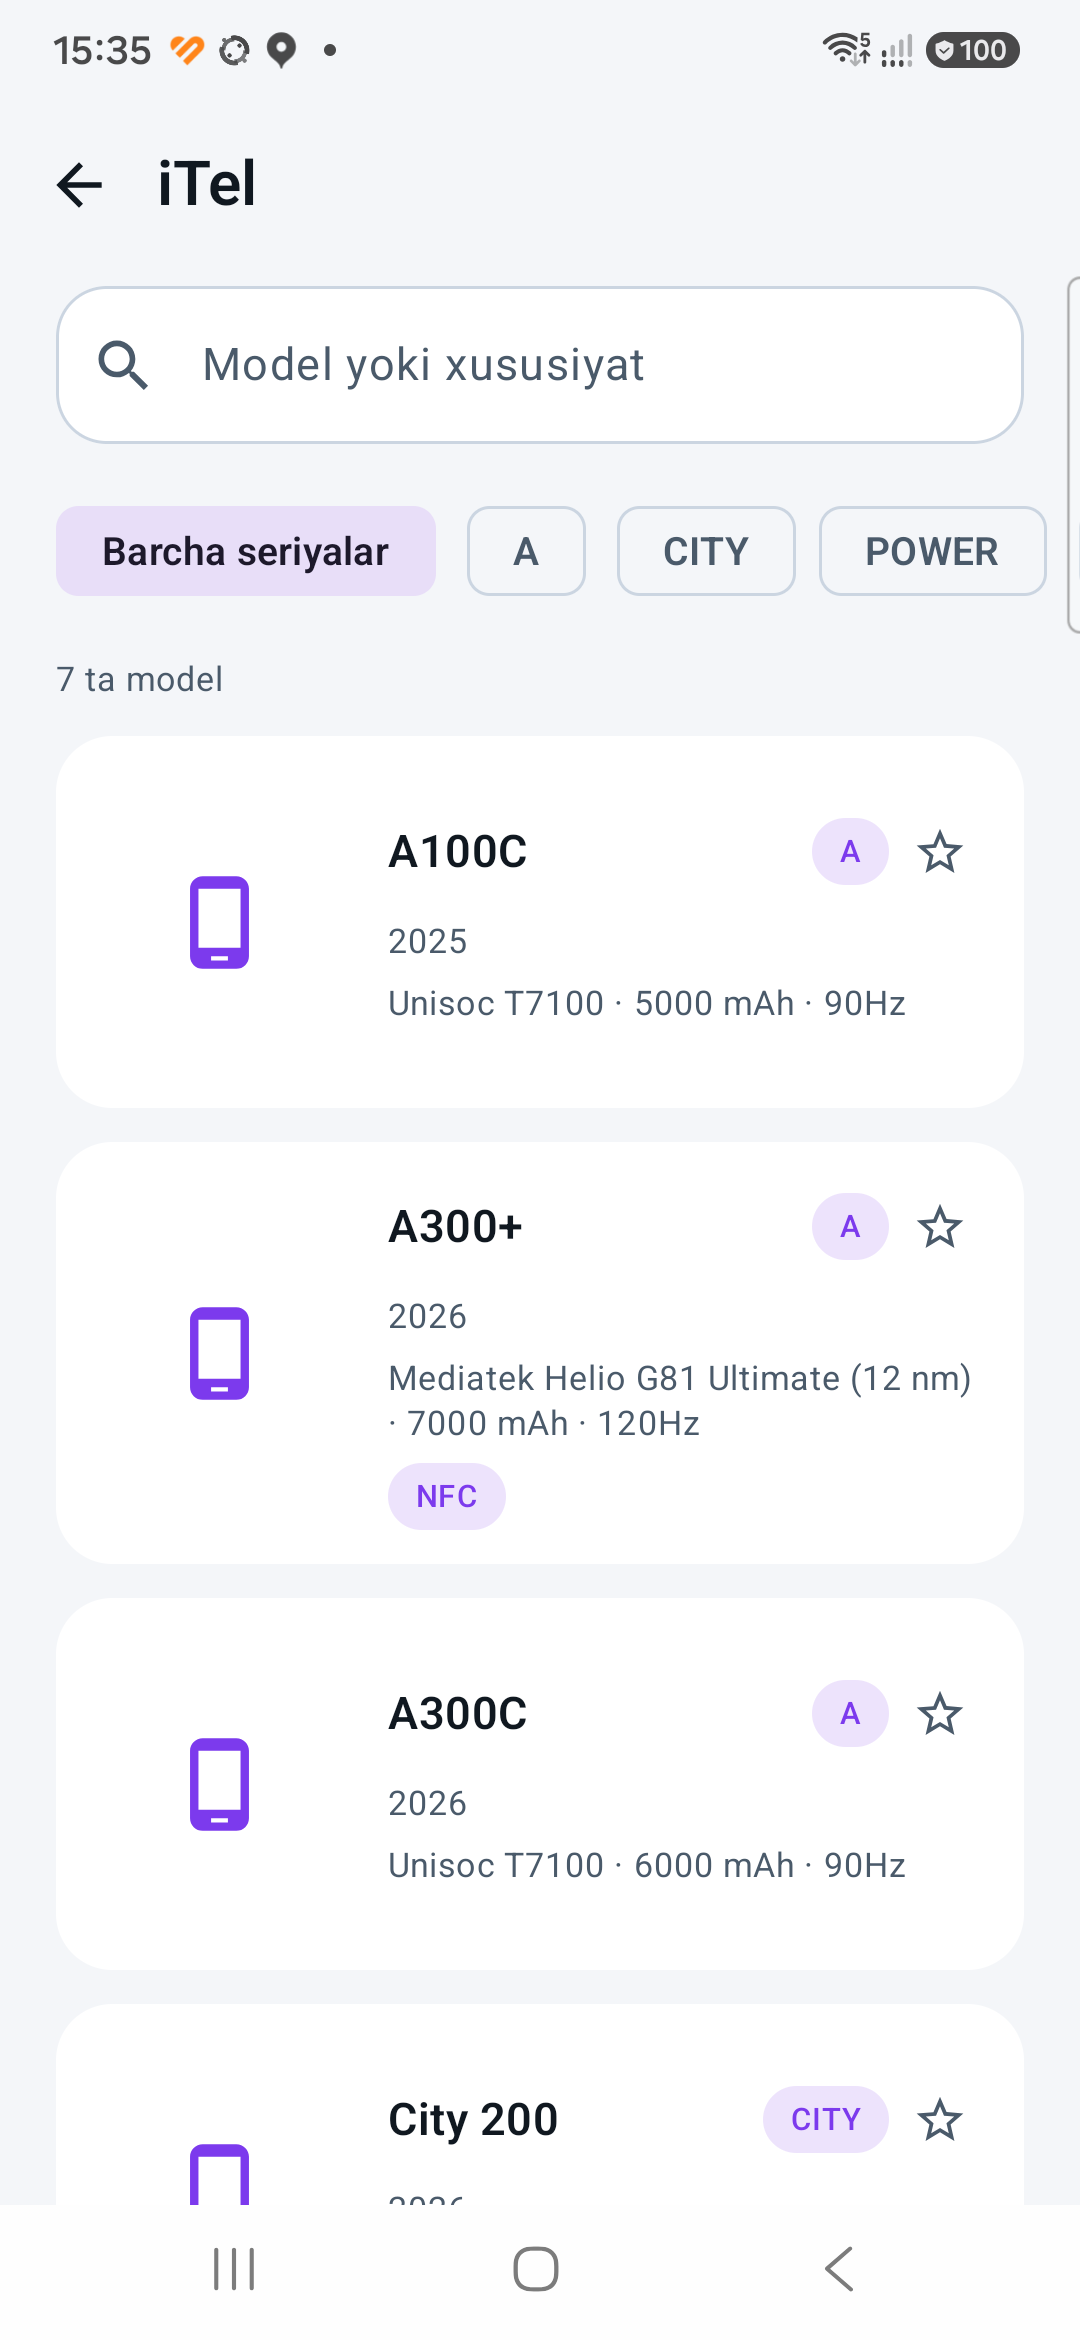 15:35
5
100
iTel
Model yoki xususiyat
Barcha seriyalar
A
CITY
POWER
7 ta model
A100C
A
2025
Unisoc T7100 · 5000 mAh · 90Hz
A300+
A
2026
Mediatek Helio G81 Ultimate (12 nm)
· 7000 mAh · 120Hz
NFC
A300C
A
2026
Unisoc T7100 · 6000 mAh · 90Hz
City 200
CITY